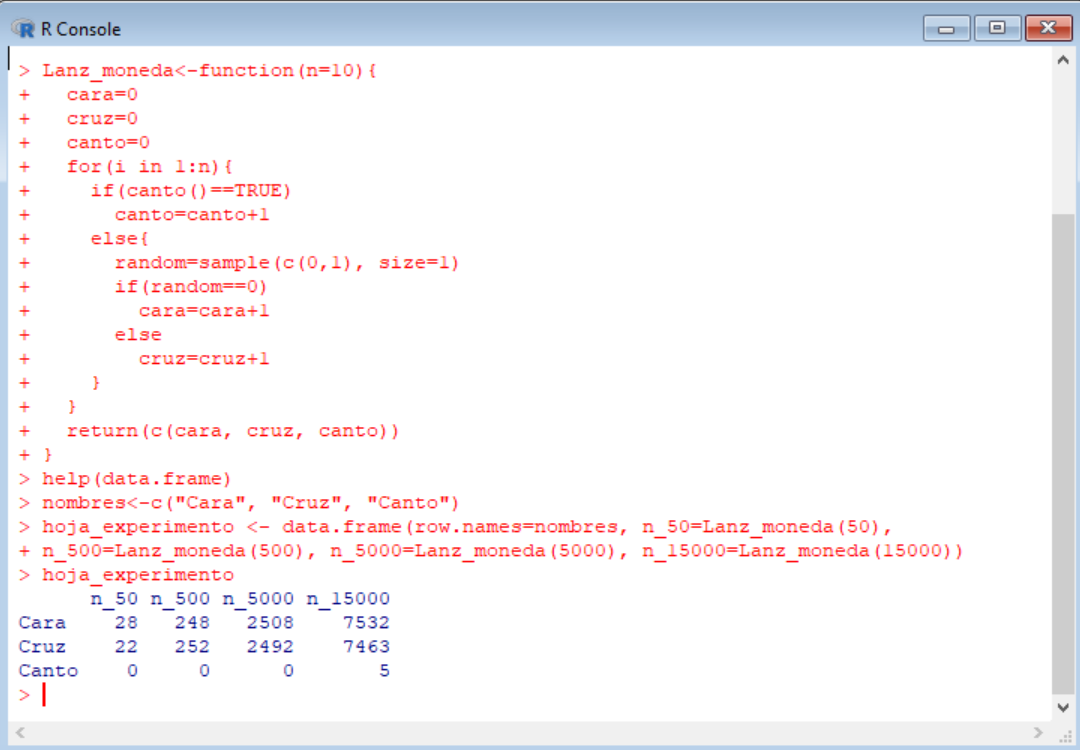 R Console
> Lanz_moneda<-function(n=10){
+   cara=0
+   cruz=0
+   canto=0
+   for(i in 1:n){
+     if(canto()==TRUE)
+       canto=canto+1
+     else{
+       random=sample(c(0,1), size=1)
+       if(random==0)
+         cara=cara+1
+       else
+         cruz=cruz+1
+     }
+   }
+   return(c(cara, cruz, canto))
+ }
> help(data.frame)
> nombres<-c("Cara", "Cruz", "Canto")
> hoja_experimento <- data.frame(row.names=nombres, n_50=Lanz_moneda(50),
+ n_500=Lanz_moneda(500), n_5000=Lanz_moneda(5000), n_15000=Lanz_moneda(15000))
> hoja_experimento
      n_50 n_500 n_5000 n_15000
Cara    28   248   2508    7532
Cruz    22   252   2492    7463
Canto    0     0      0       5
>